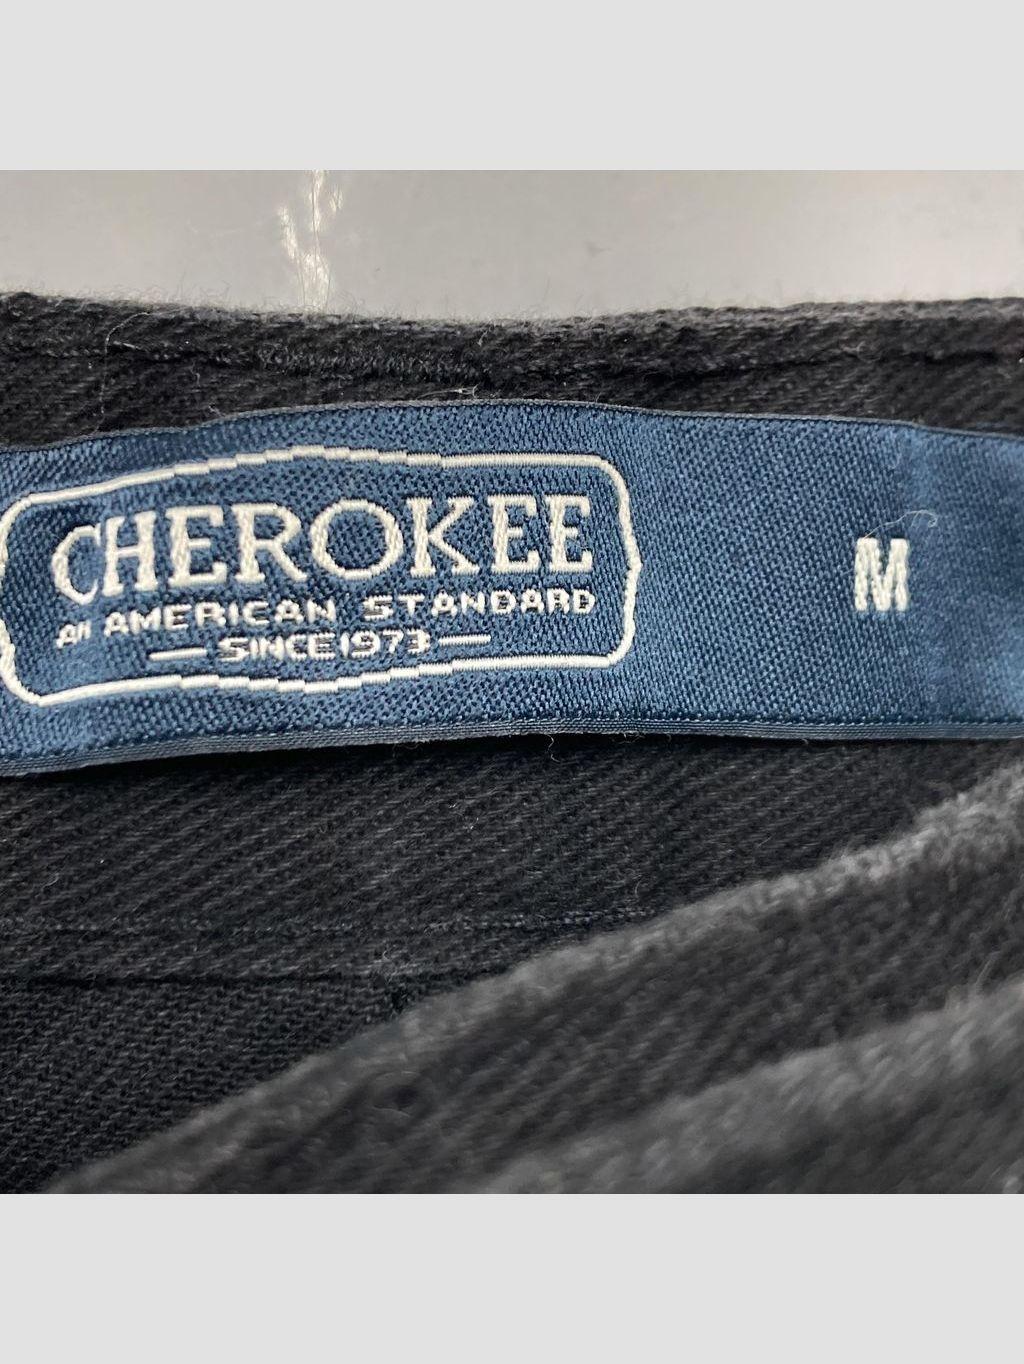 CHEROKEE
An AMERICAN STANDARD
— SINCE 1973 —
M